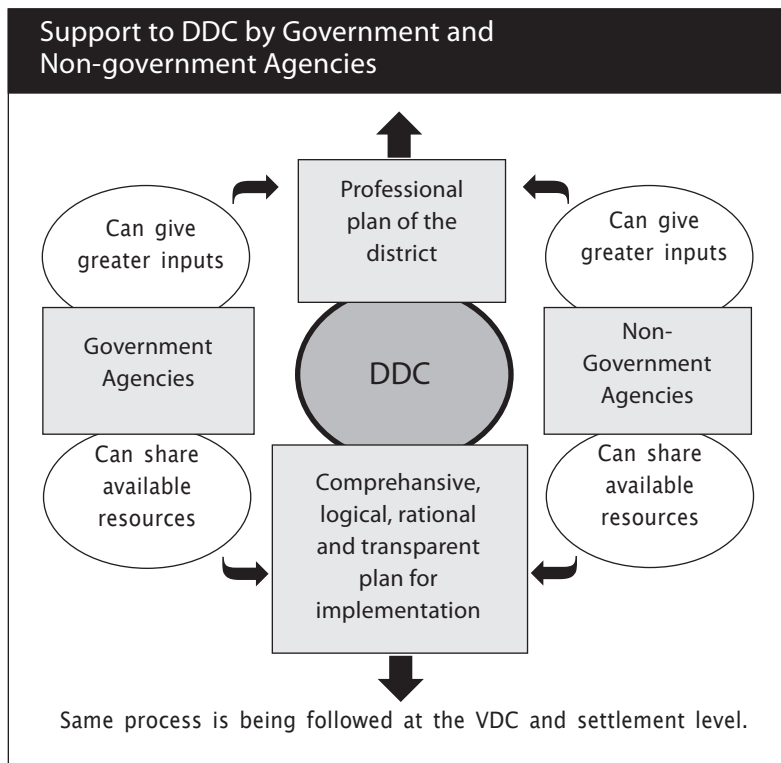 Support to DDC by Government and
Non-government Agencies
Professional
plan of the
district
Can give
greater inputs
Can give
greater inputs
Government
Agencies
DDC
Non-
Government
Agencies
Can share
available
resources
Comprehansive,
logical, rational
and transparent
plan for
implementation
Can share
available
resources
Same process is being followed at the VDC and settlement level.